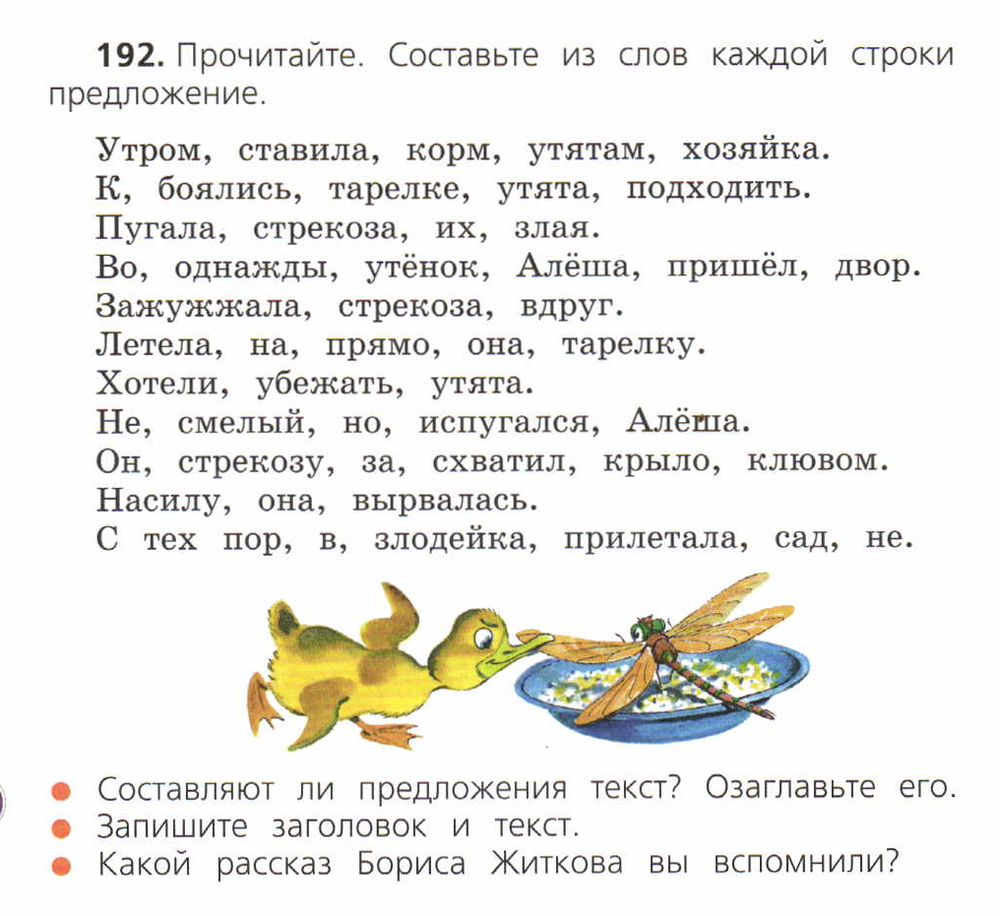 192. Прочитайте. Составьте из слов каждой строки
предложение.
Утром, ставила, корм, утятам, хозяйка.
К, боялись, тарелке, утята, подходить.
Пугала, стрекоза, их, злая.
Во, однажды, утёнок, Алёша, пришёл, двор.
Зажужжала, стрекоза, вдруг.
Летела, на, прямо, она, тарелку.
Хотели, убежать, утята.
Не, смелый, но, испугался, Алёша.
Он, стрекозу, за, схватил, крыло, клювом.
Насилу, она, вырвалась.
С тех пор, в, злодейка, прилетала, сад, не.
Составляют ли предложения текст? Озаглавьте его.
Запишите заголовок и текст.
Какой рассказ Бориса Житкова вы вспомнили?